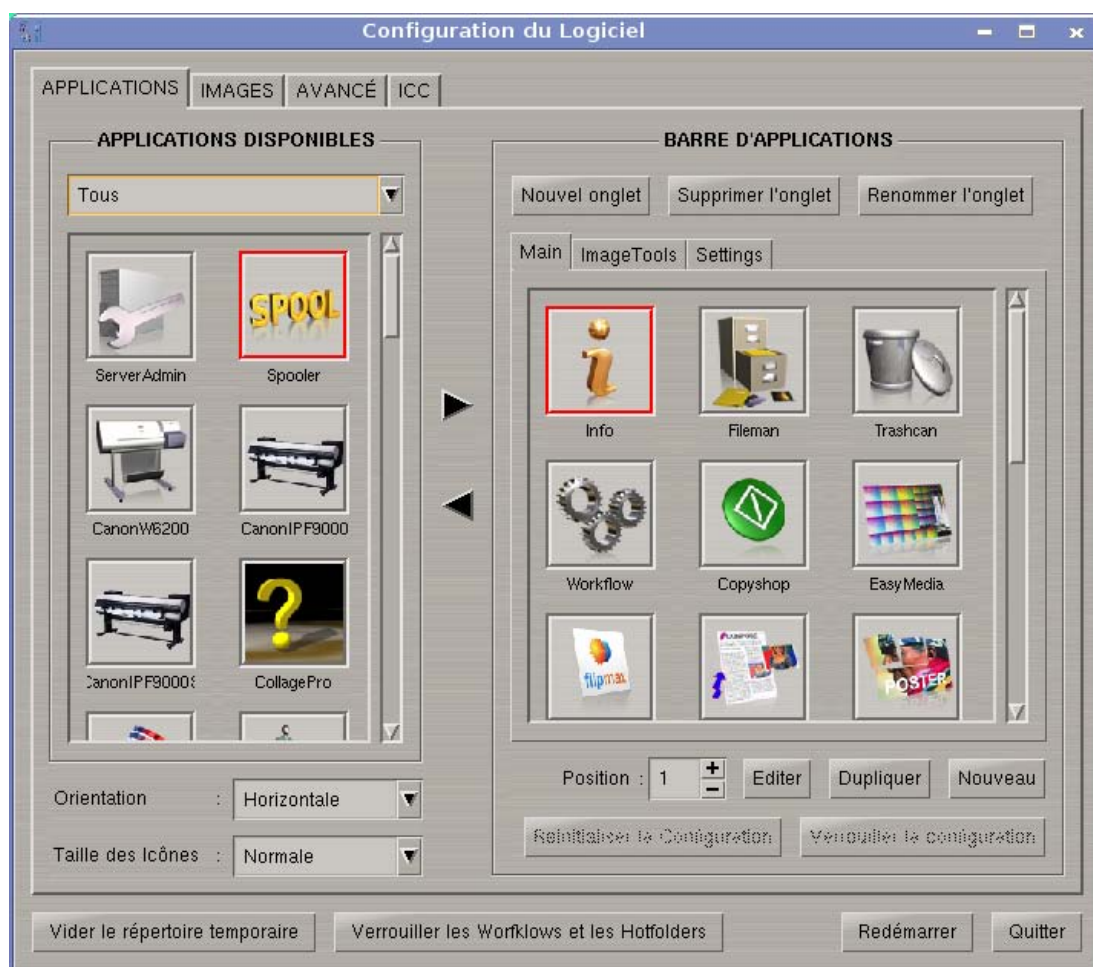 Configuration du Logiciel
APPLICATIONS IMAGES AVANCÉ ICC
APPLICATIONS DISPONIBLES
Tous
SPOOL
ServerAdmin Spooler
CanonW6200 CanonIPF9000
CanonIPF9000S CollagePro
Orientation : Horizontale
Taille des Icônes : Normale
BARRE D'APPLICATIONS
Nouvel onglet Supprimer l'onglet Renommer l'onglet
Main ImageTools Settings
Info Fileman Trashcan
Workflow Copyshop EasyMedia
flipmax POSTER
Position : 1 + - Editer Dupliquer Nouveau
Réinitialiser la Configuration Verrouiller la configuration
Vider le répertoire temporaire Verrouiller les Worfklows et les Hotfolders Redémarrer Quitter